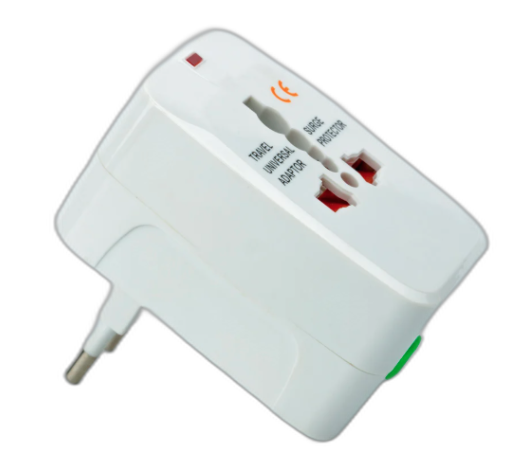 CE
SURGE
PROTECTOR
TRAVEL
UNIVERSAL
ADAPTOR